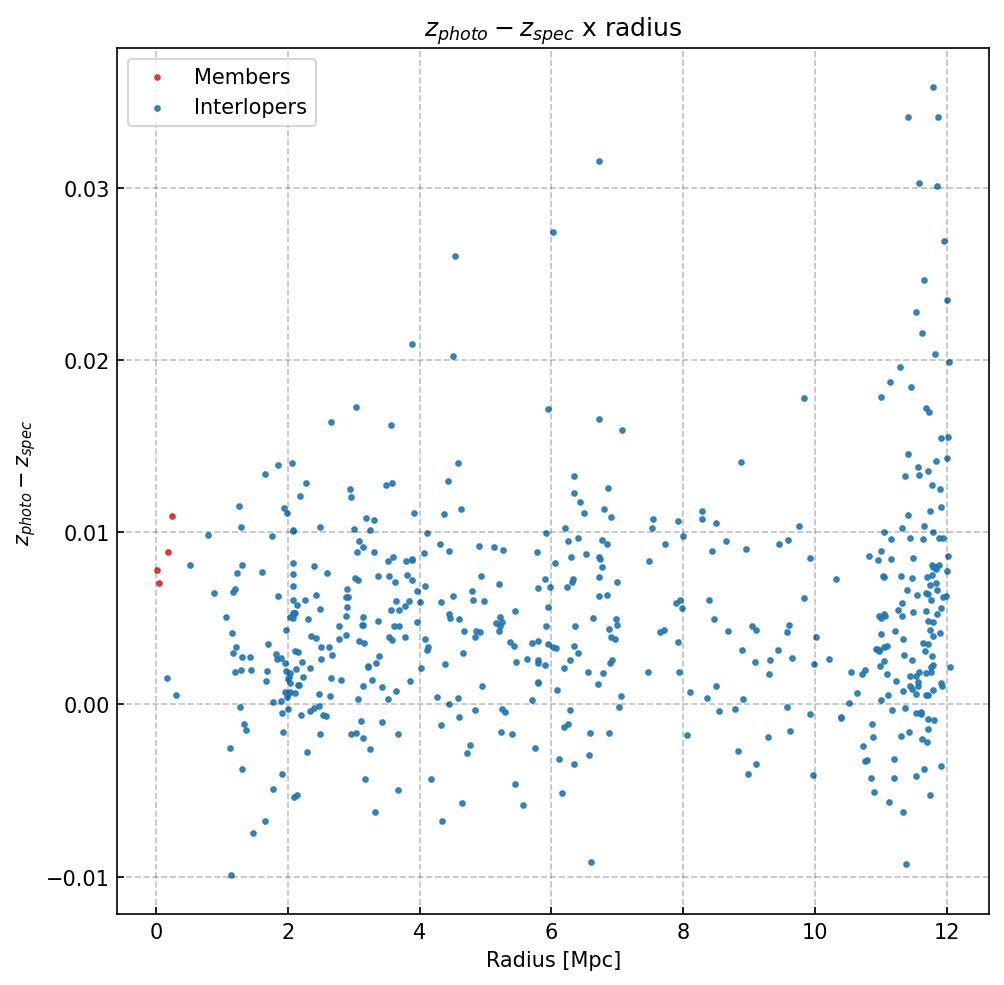 z_photo − z_spec x radius
Members
Interlopers
z_photo − z_spec
0.03
0.02
0.01
0.00
−0.01
0 2 4 6 8 10 12
Radius [Mpc]